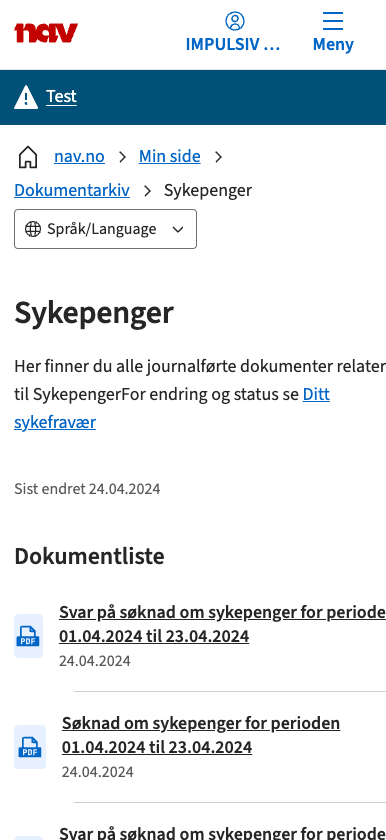 nav
IMPULSIV ...
Meny
Test
nav.no
Min side
Dokumentarkiv
Sykepenger
Språk/Language
Sykepenger
Her finner du alle journalførte dokumenter relater
til SykepengerFor endring og status se Ditt
sykefravær
Sist endret 24.04.2024
Dokumentliste
PDF
Svar på søknad om sykepenger for periode
01.04.2024 til 23.04.2024
24.04.2024
PDF
Søknad om sykepenger for perioden
01.04.2024 til 23.04.2024
24.04.2024
Svar på søknad om sykepenger for periode